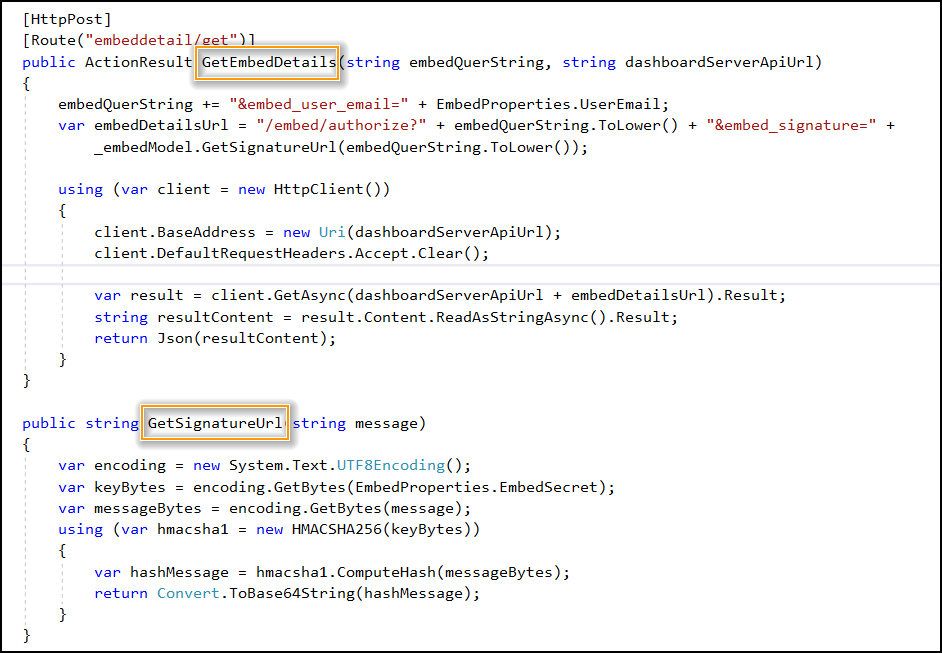 [HttpPost]
[Route("embeddetail/get")]
public ActionResult GetEmbedDetails(string embedQuerString, string dashboardServerApiUrl)
{
embedQuerString += "&embed_user_email=" + EmbedProperties.UserEmail;
var embedDetailsUrl = "/embed/authorize?" + embedQuerString.ToLower() + "&embed_signature=" +
_embedModel.GetSignatureUrl(embedQuerString.ToLower());
using (var client = new HttpClient())
{
client.BaseAddress = new Uri(dashboardServerApiUrl);
client.DefaultRequestHeaders.Accept.Clear();
var result = client.GetAsync(dashboardServerApiUrl + embedDetailsUrl).Result;
string resultContent = result.Content.ReadAsStringAsync().Result;
return Json(resultContent);
}
}
public string GetSignatureUrl(string message)
{
var encoding = new System.Text.UTF8Encoding();
var keyBytes = encoding.GetBytes(EmbedProperties.EmbedSecret);
var messageBytes = encoding.GetBytes(message);
using (var hmacsha1 = new HMACSHA256(keyBytes))
{
var hashMessage = hmacsha1.ComputeHash(messageBytes);
return Convert.ToBase64String(hashMessage);
}
}